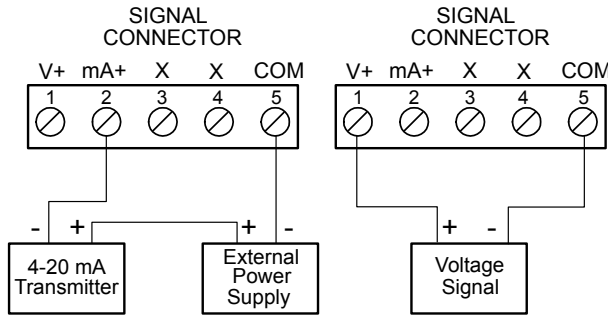 SIGNAL
CONNECTOR
V+ mA+ X X COM
1 2 3 4 5
- + + -
4-20 mA
Transmitter
External
Power
Supply
SIGNAL
CONNECTOR
V+ mA+ X X COM
1 2 3 4 5
+ -
Voltage
Signal